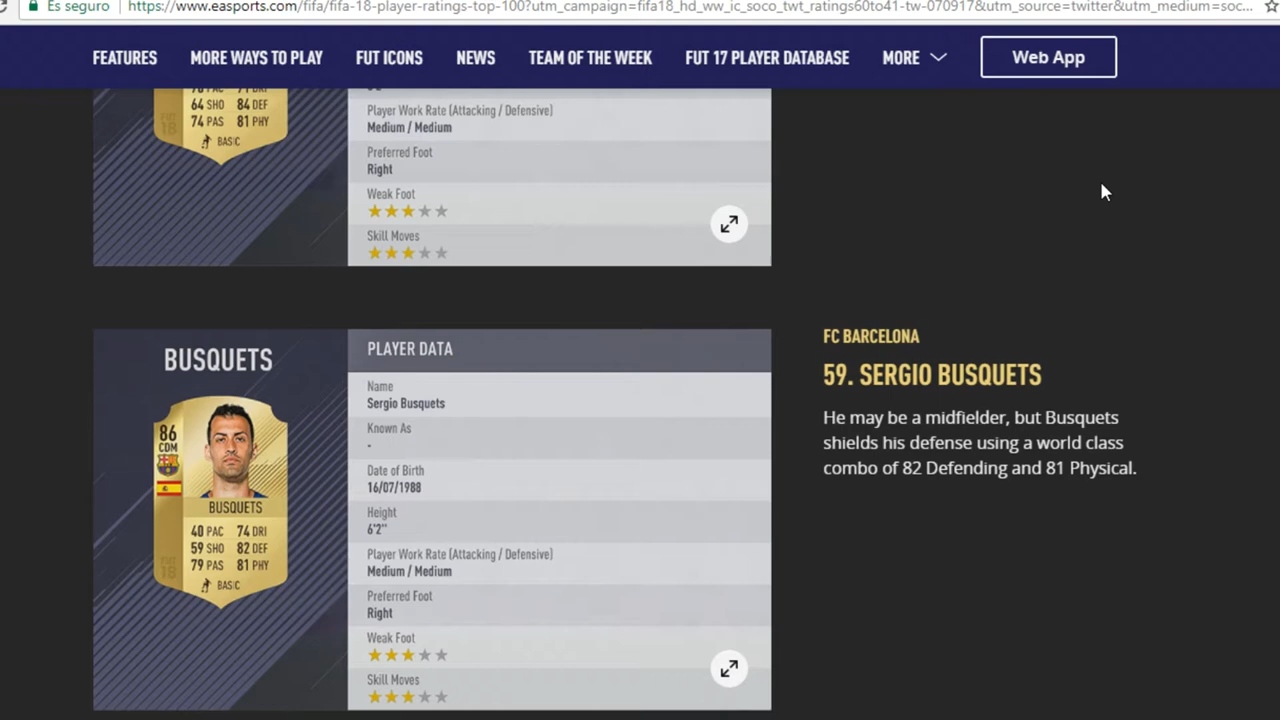 Es seguro
https://www.easports.com/fifa/fifa-18-player-ratings-top-100?utm_campaign=fifa18_hd_ww_ic_soco_twt_ratings60to41-tw-070917&utm_source=twitter&utm_medium=soc...
FEATURES
MORE WAYS TO PLAY
FUT ICONS
NEWS
TEAM OF THE WEEK
FUT 17 PLAYER DATABASE
MORE
Web App
64 SHO 84 DEF
74 PAS 81 PHY
BASIC
Player Work Rate (Attacking / Defensive)
Medium / Medium
Preferred Foot
Right
Weak Foot
Skill Moves
BUSQUETS
86
CDM
BUSQUETS
40 PAC 74 DRI
59 SHO 82 DEF
79 PAS 81 PHY
FUT
18
BASIC
PLAYER DATA
Name
Sergio Busquets
Known As
-
Date of Birth
16/07/1988
Height
6'2''
Player Work Rate (Attacking / Defensive)
Medium / Medium
Preferred Foot
Right
Weak Foot
Skill Moves
FC BARCELONA
59. SERGIO BUSQUETS
He may be a midfielder, but Busquets
shields his defense using a world class
combo of 82 Defending and 81 Physical.